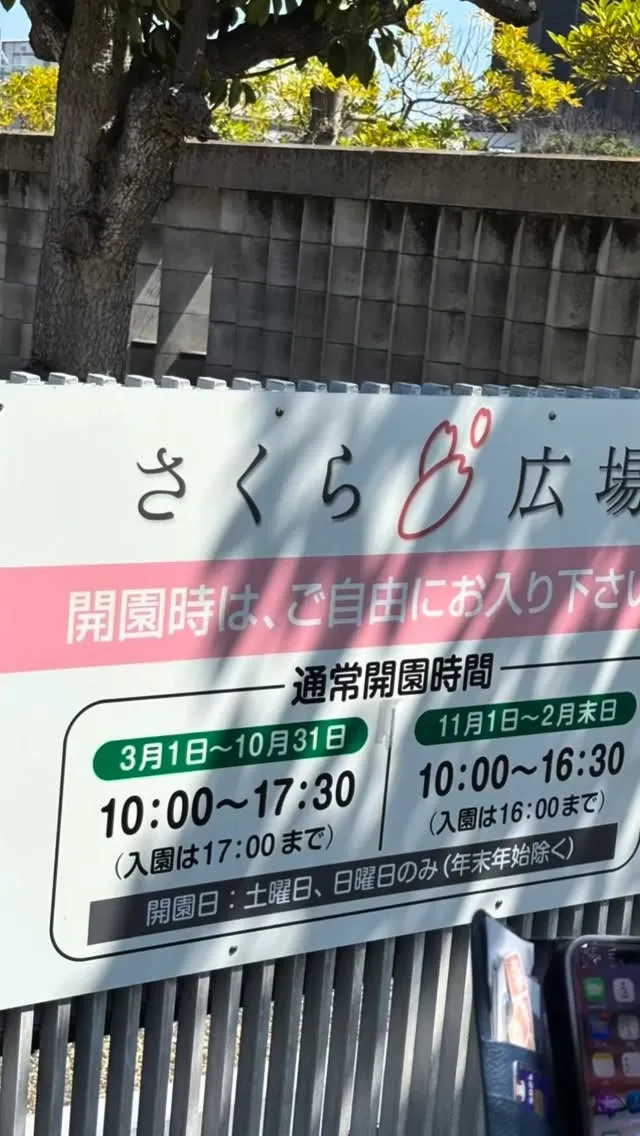 さくら広場
開園時は、ご自由にお入り下さい
通常開園時間
3月1日〜10月31日
10:00〜17:30
(入園は17:00まで)
11月1日〜2月末日
10:00〜16:30
(入園は16:00まで)
開園日：土曜日、日曜日のみ(年末年始除く)